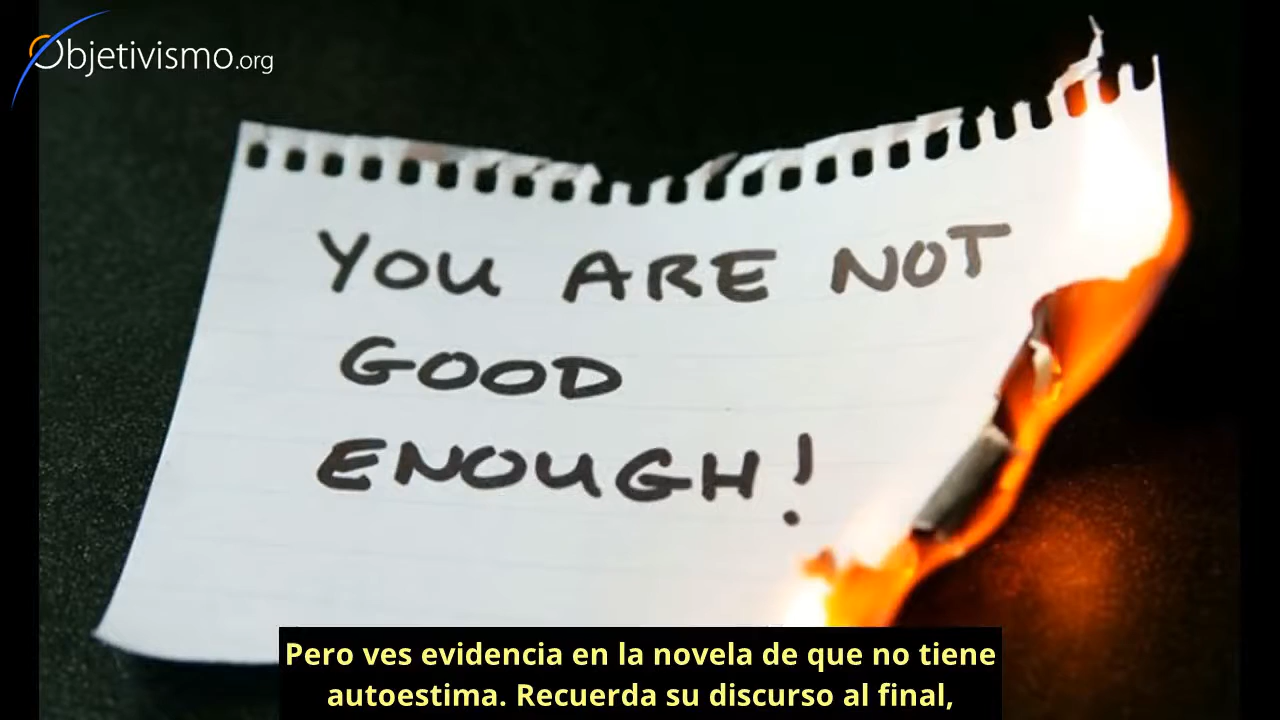 Objetivismo.org
YOU ARE NOT
GOOD
ENOUGH!
Pero ves evidencia en la novela de que no tiene
autoestima. Recuerda su discurso al final,